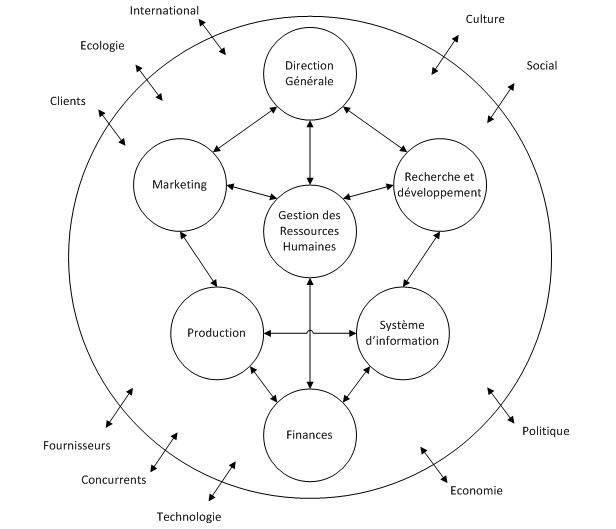 International
Culture
Ecologie
Social
Clients
Direction
Générale
Marketing
Recherche et
développement
Gestion des
Ressources
Humaines
Production
Système
d'information
Finances
Fournisseurs
Politique
Concurrents
Economie
Technologie